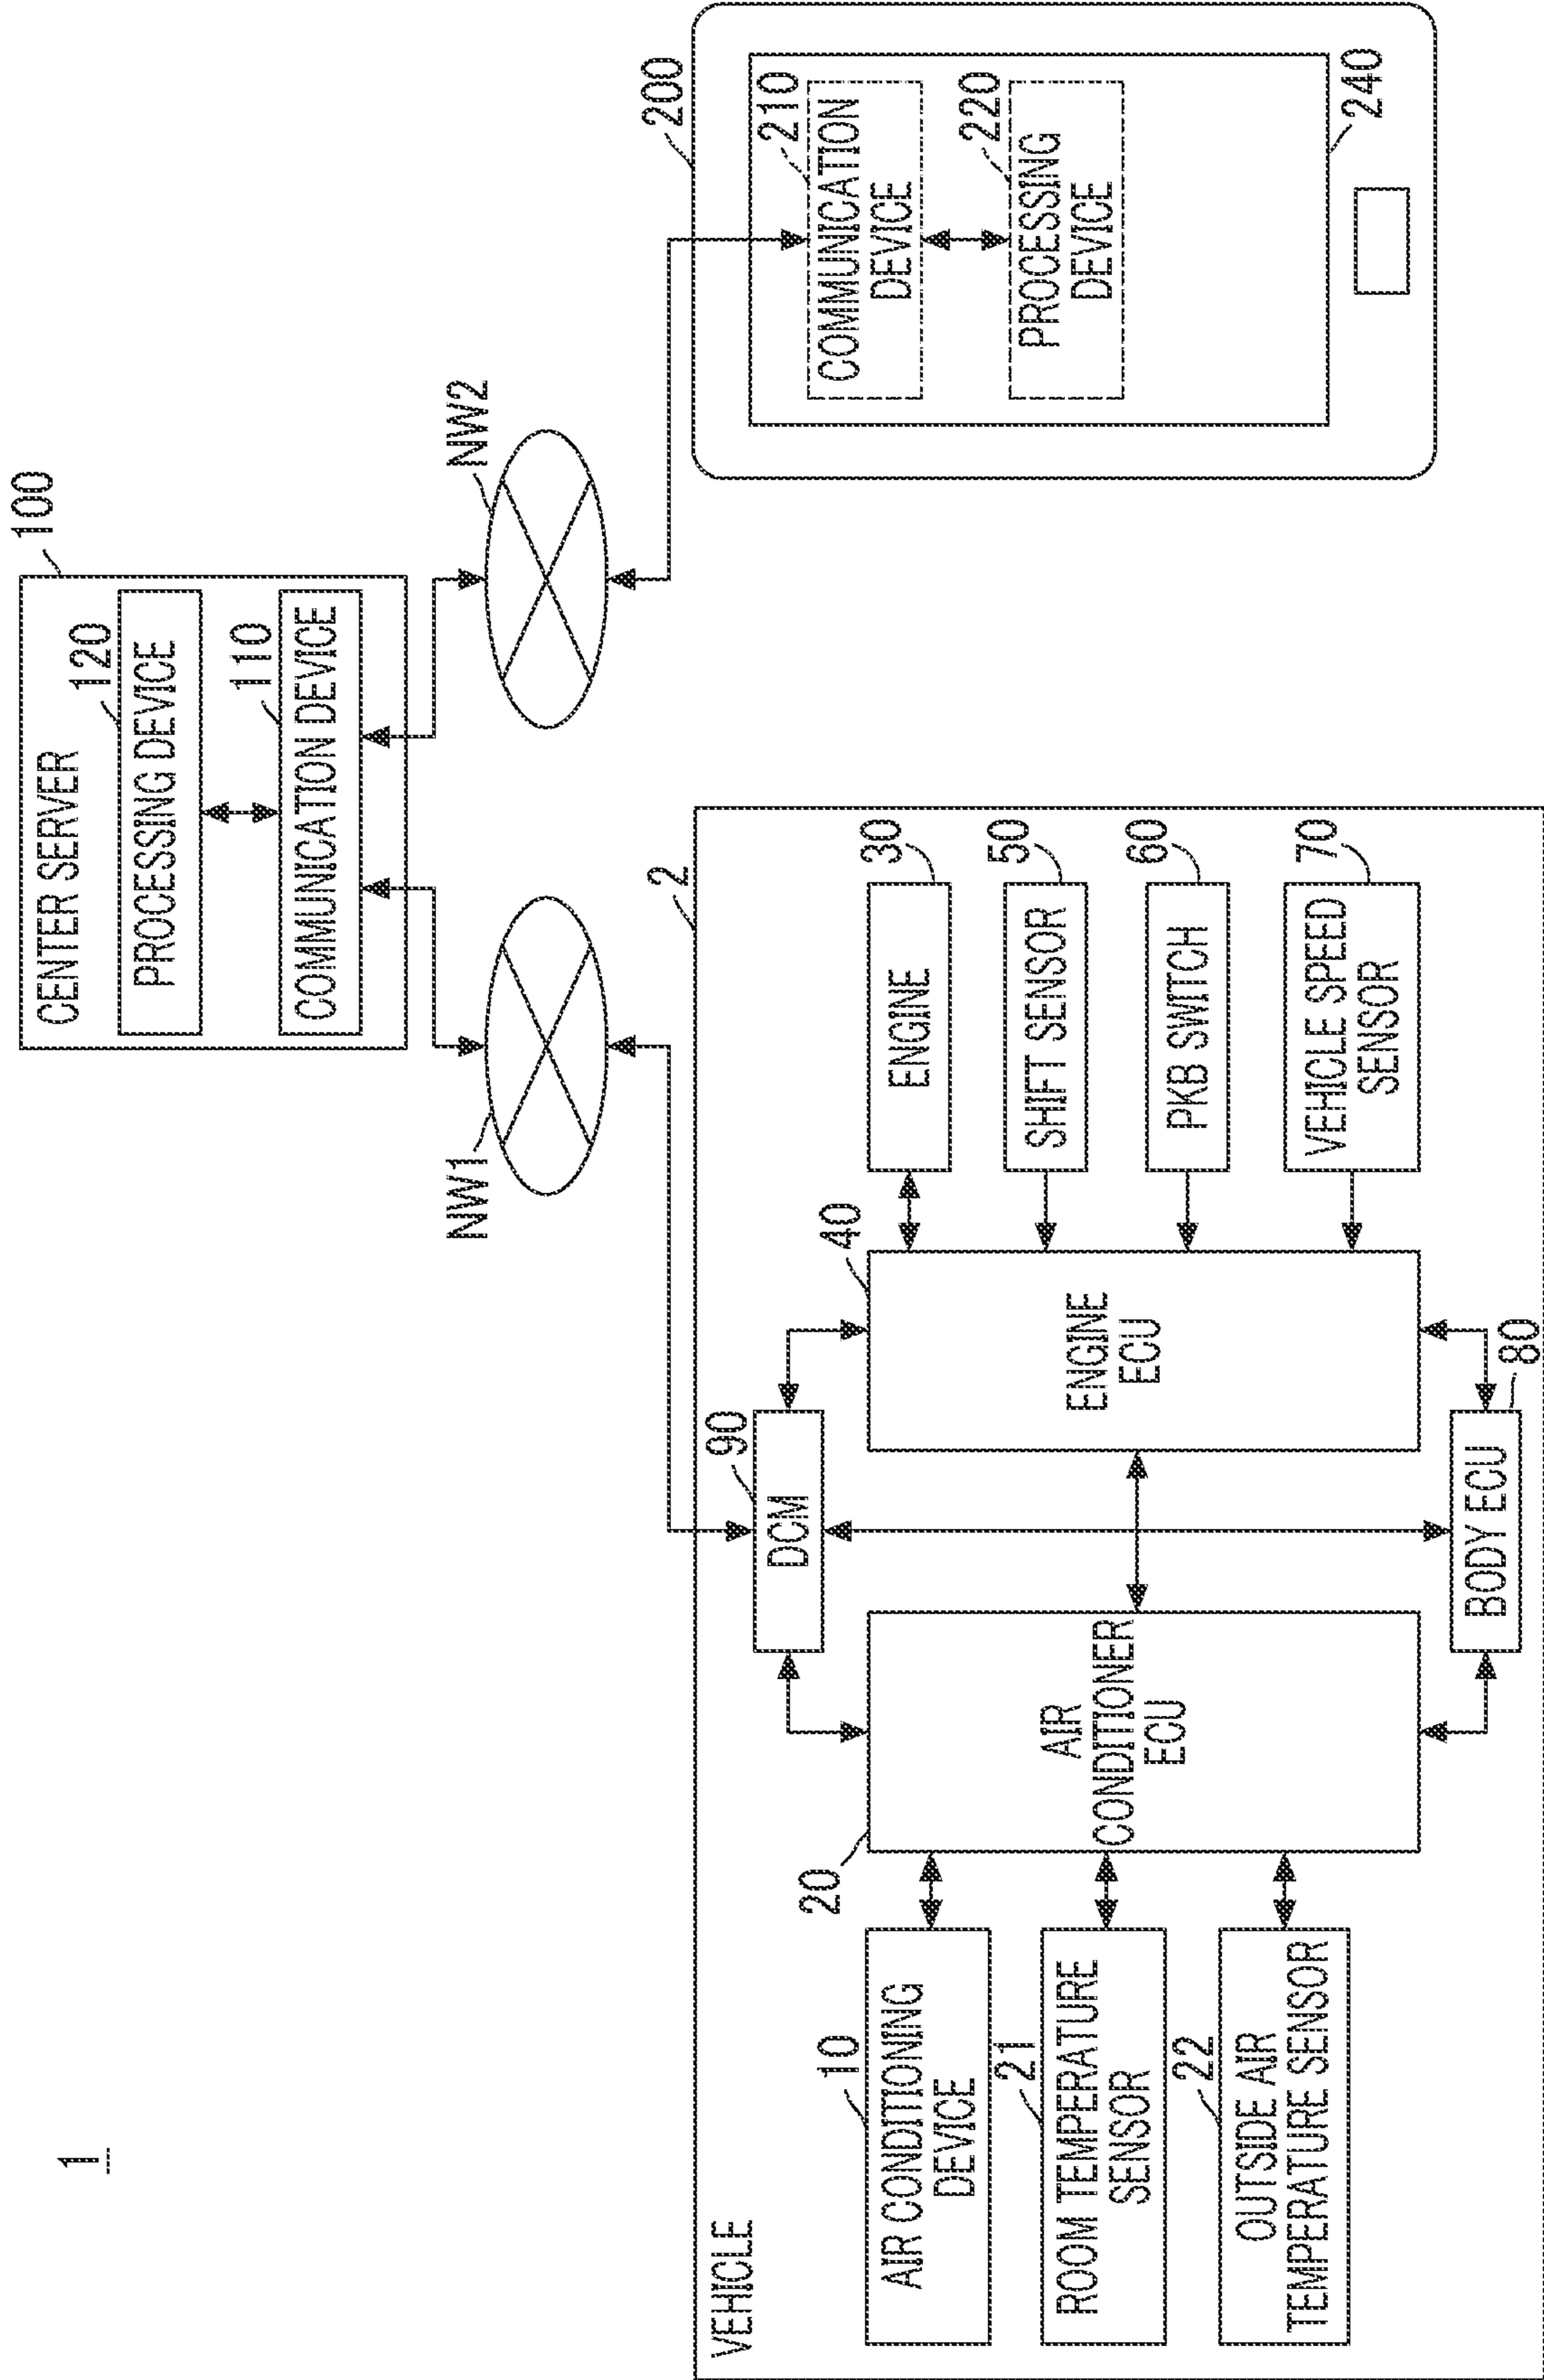 1
100
CENTER SERVER
120
PROCESSING DEVICE
110
COMMUNICATION DEVICE
NW1
NW2
200
210
COMMUNICATION
DEVICE
220
PROCESSING
DEVICE
240
2
VEHICLE
90
DCM
10
AIR CONDITIONING
DEVICE
21
ROOM TEMPERATURE
SENSOR
22
OUTSIDE AIR
TEMPERATURE SENSOR
20
AIR
CONDITIONER
ECU
40
ENGINE
ECU
30
ENGINE
50
SHIFT SENSOR
60
PKB SWITCH
70
VEHICLE SPEED
SENSOR
BODY ECU
80